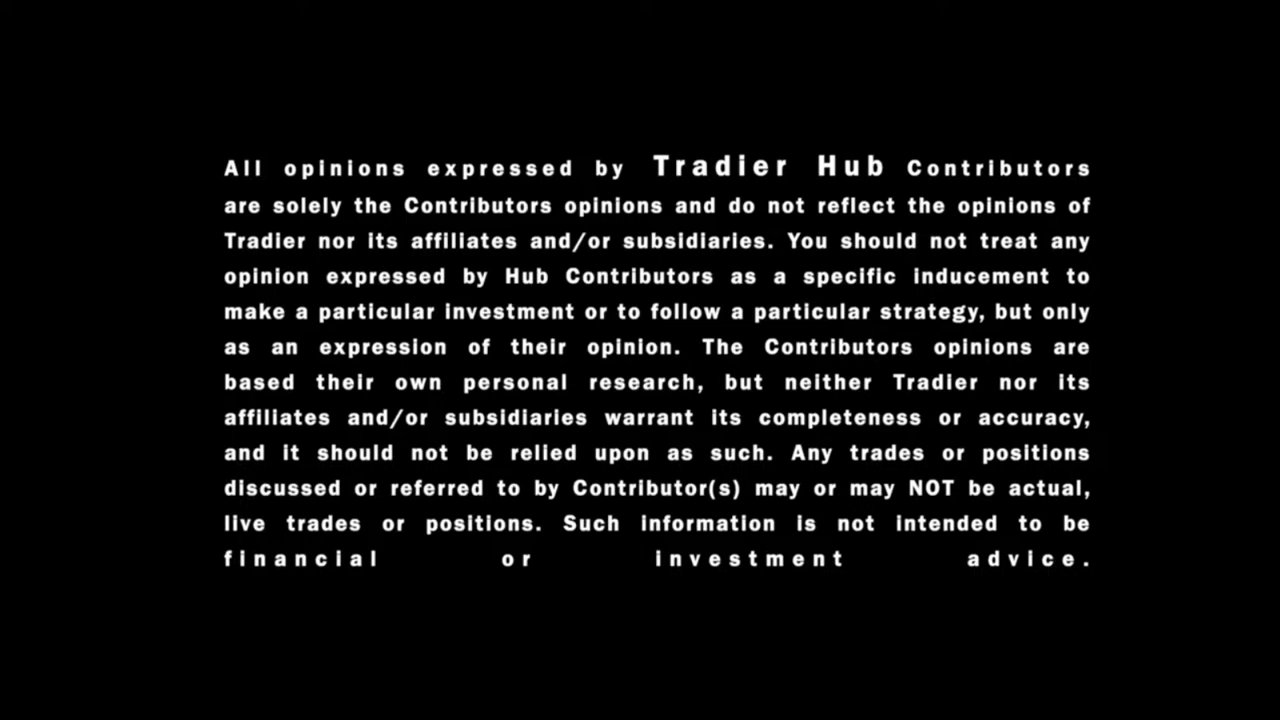 All opinions expressed by Tradier Hub Contributors
are solely the Contributors opinions and do not reflect the opinions of
Tradier nor its affiliates and/or subsidiaries. You should not treat any
opinion expressed by Hub Contributors as a specific inducement to
make a particular investment or to follow a particular strategy, but only
as an expression of their opinion. The Contributors opinions are
based their own personal research, but neither Tradier nor its
affiliates and/or subsidiaries warrant its completeness or accuracy,
and it should not be relied upon as such. Any trades or positions
discussed or referred to by Contributor(s) may or may NOT be actual,
live trades or positions. Such information is not intended to be
financial or investment advice.